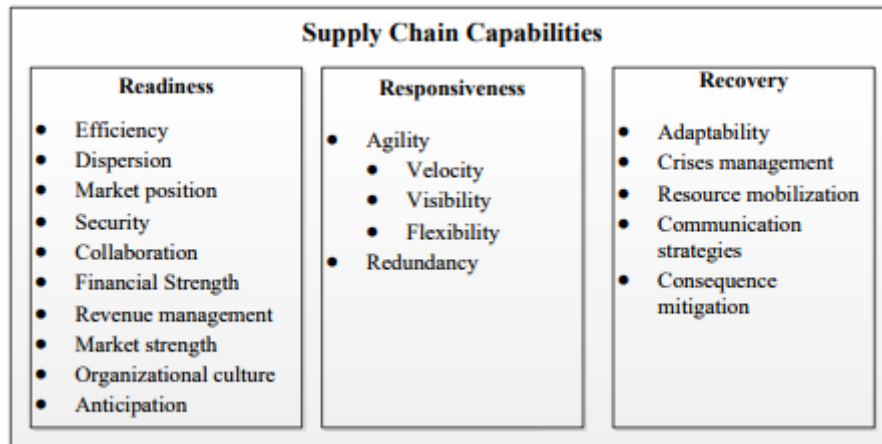 Supply Chain Capabilities
Readiness
● Efficiency
● Dispersion
● Market position
● Security
● Collaboration
● Financial Strength
● Revenue management
● Market strength
● Organizational culture
● Anticipation
Responsiveness
● Agility
● Velocity
● Visibility
● Flexibility
● Redundancy
Recovery
● Adaptability
● Crises management
● Resource mobilization
● Communication
strategies
● Consequence
mitigation